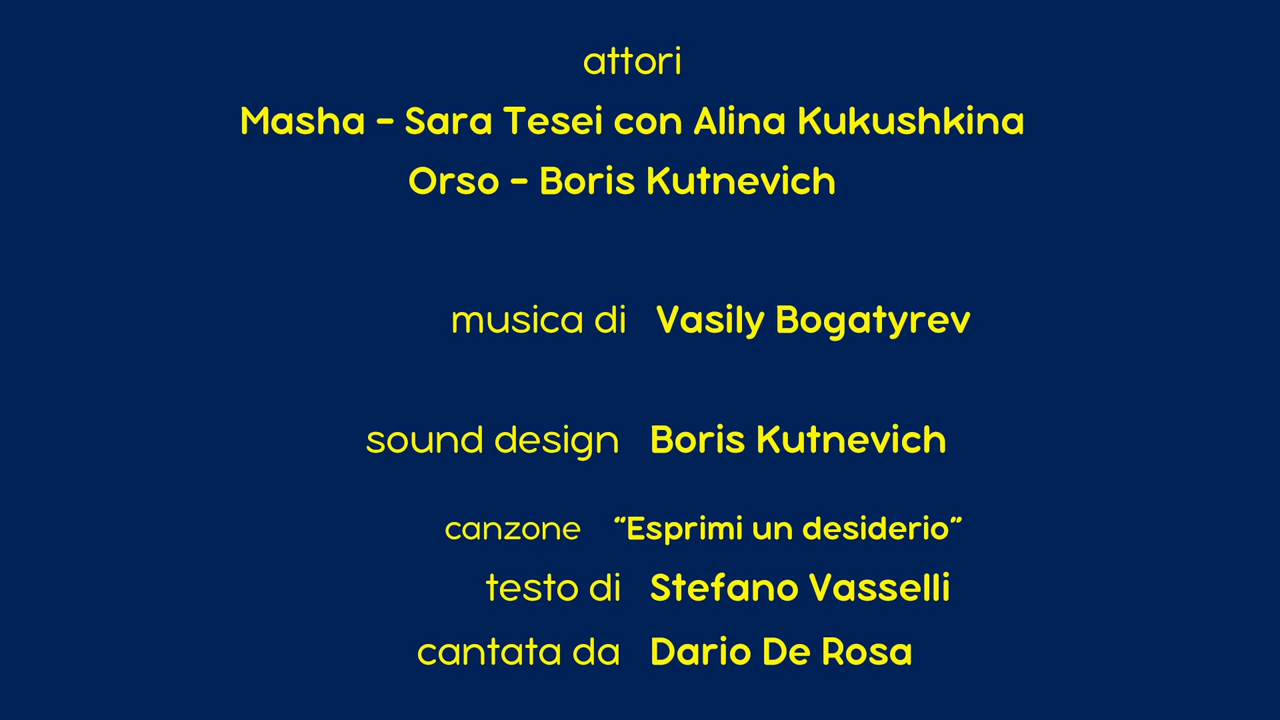 attori
Masha - Sara Tesei con Alina Kukushkina
Orso - Boris Kutnevich
musica di Vasily Bogatyrev
sound design Boris Kutnevich
canzone “Esprimi un desiderio”
testo di Stefano Vasselli
cantata da Dario De Rosa